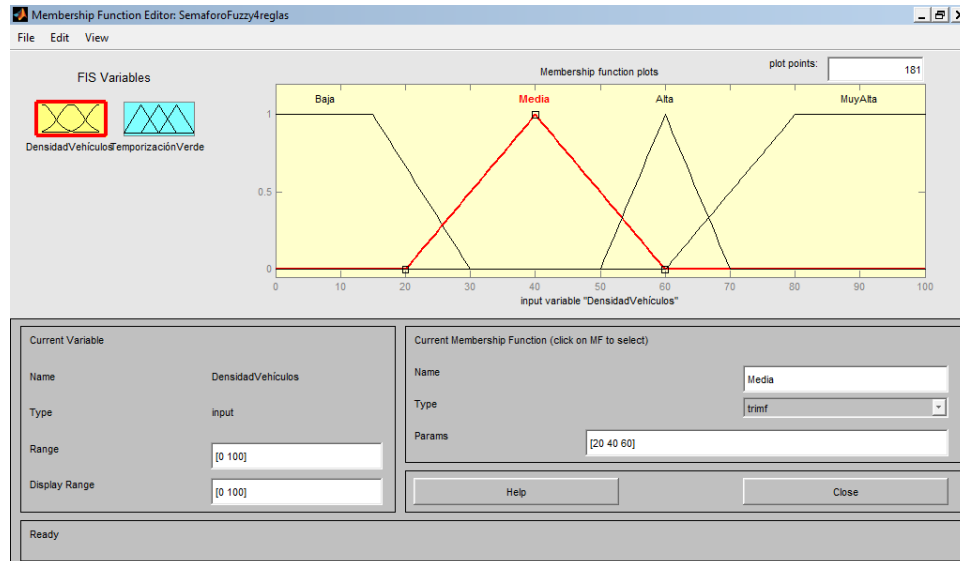 Membership Function Editor: SemaforoFuzzy4reglas
File Edit View
FIS Variables
DensidadVehículos
TemporizaciónVerde
Membership function plots
plot points:
181
Baja
Media
Alta
MuyAlta
1
0.5
0
0 10 20 30 40 50 60 70 80 90 100
input variable "DensidadVehículos"
Current Variable
Name DensidadVehículos
Type input
Range [0 100]
Display Range [0 100]
Current Membership Function (click on MF to select)
Name Media
Type trimf
Params [20 40 60]
Help Close
Ready